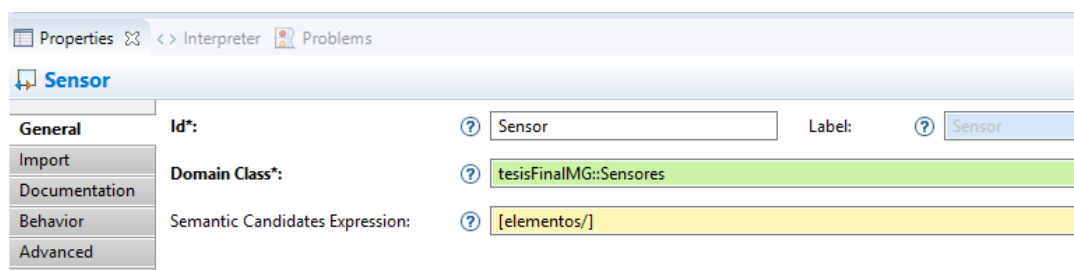 Properties Interpreter Problems
Sensor
General Id*: Sensor Label: Sensor
Import
Domain Class*: tesisFinalIMG::Sensores
Documentation
Behavior Semantic Candidates Expression: [elementos/]
Advanced